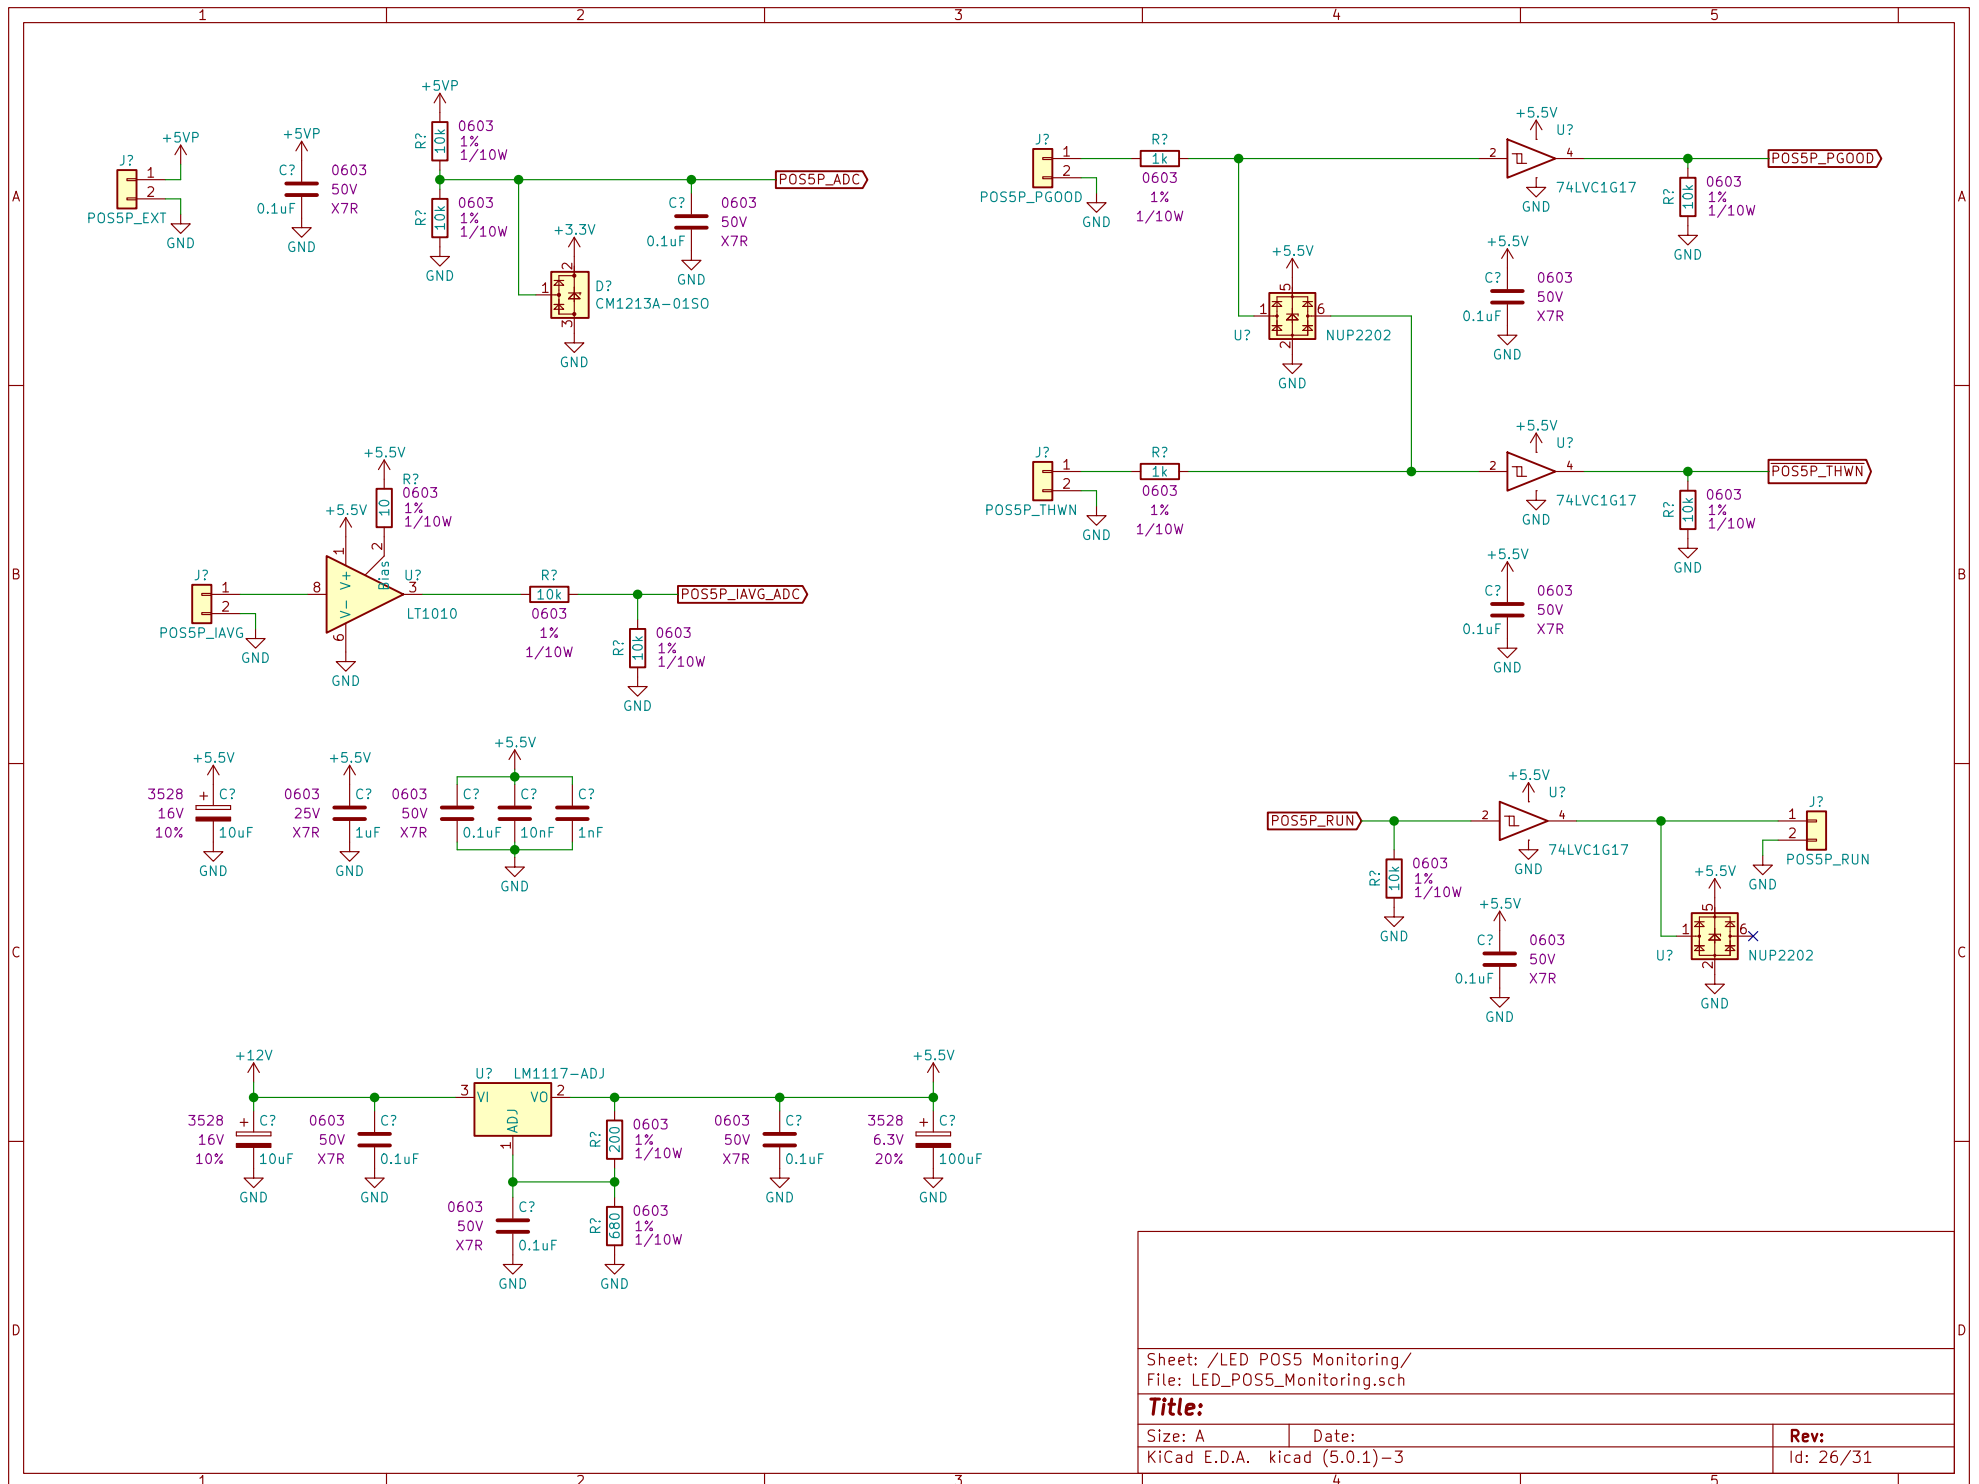 1 2 3 4 5
A
B
C
D
A
B
C
D
1 2 3 4 5
+5VP
J?
1
2
POS5P_EXT
GND
+5VP
C?
0.1uF
0603
50V
X7R
GND
+5VP
R?
10k
0603
1%
1/10W
R?
10k
0603
1%
1/10W
GND
+3.3V
2
1
3
D?
CM1213A-01SO
GND
C?
0.1uF
0603
50V
X7R
GND
POS5P_ADC
J?
1
2
POS5P_PGOOD
GND
R?
1k
0603
1%
1/10W
+5.5V
U?
2
4
74LVC1G17
GND
R?
10k
0603
1%
1/10W
GND
POS5P_PGOOD
+5.5V
5
1
6
2
U?
NUP2202
GND
+5.5V
C?
0.1uF
0603
50V
X7R
GND
J?
1
2
POS5P_THWN
GND
R?
1k
0603
1%
1/10W
+5.5V
U?
2
4
74LVC1G17
GND
R?
10k
0603
1%
1/10W
GND
POS5P_THWN
+5.5V
C?
0.1uF
0603
50V
X7R
GND
+5.5V
R?
10
0603
1%
1/10W
+5.5V
J?
1
2
POS5P_IAVG
GND
8
1
2
V+
V-
Bias
6
U?
3
LT1010
GND
R?
10k
0603
1%
1/10W
R?
10k
0603
1%
1/10W
GND
POS5P_IAVG_ADC
+5.5V
3528
16V
10%
+
C?
10uF
GND
+5.5V
0603
25V
X7R
C?
1uF
GND
+5.5V
0603
50V
X7R
C?
0.1uF
C?
10nF
C?
1nF
GND
POS5P_RUN
R?
10k
0603
1%
1/10W
GND
+5.5V
U?
2
4
74LVC1G17
GND
J?
1
2
POS5P_RUN
GND
+5.5V
C?
0.1uF
0603
50V
X7R
GND
+5.5V
5
1
6
2
U?
NUP2202
GND
+12V
3528
16V
10%
+
C?
10uF
GND
0603
50V
X7R
C?
0.1uF
GND
U?
LM1117-ADJ
3
VI
VO
2
ADJ
1
R?
200
0603
1%
1/10W
0603
50V
X7R
C?
0.1uF
GND
R?
680
0603
1%
1/10W
GND
0603
50V
X7R
C?
0.1uF
GND
+5.5V
3528
6.3V
20%
+
C?
100uF
GND
Sheet: /LED POS5 Monitoring/
File: LED_POS5_Monitoring.sch
Title:
Size: A Date: Rev:
KiCad E.D.A. kicad (5.0.1)-3 Id: 26/31